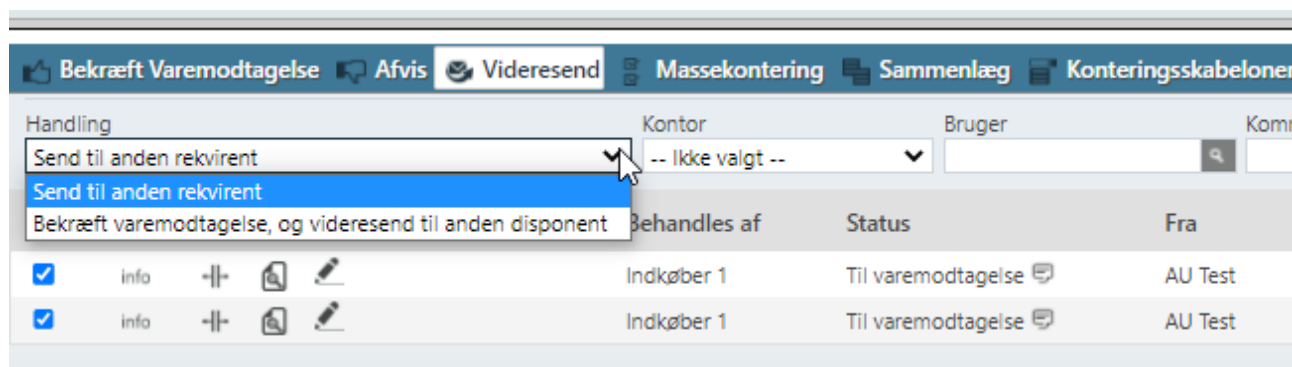 Bekræft Varemodtagelse Afvis Videresend Massekontering Sammenlæg Konteringsskabeloner
Handling Kontor Bruger
Send til anden rekvirent -- Ikke valgt --
Send til anden rekvirent
Bekræft varemodtagelse, og videresend til anden disponent
Behandles af Status Fra
info Indkøber 1 Til varemodtagelse AU Test
info Indkøber 1 Til varemodtagelse AU Test